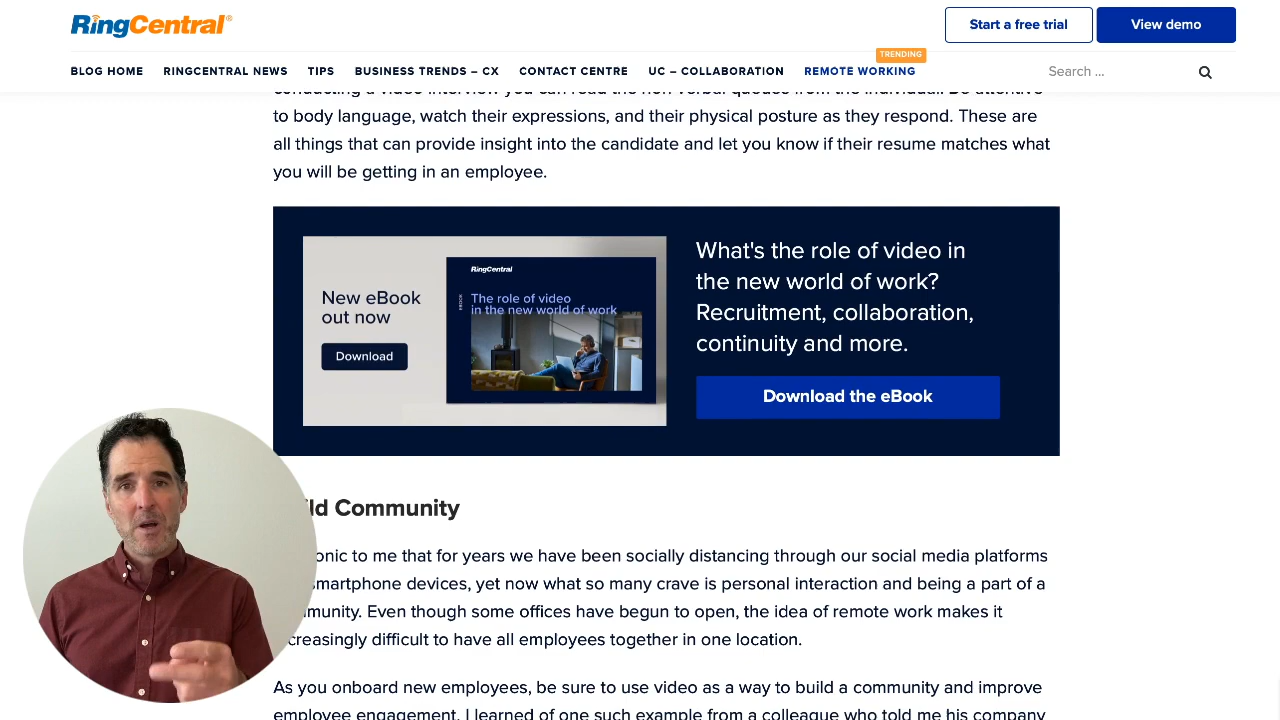 RingCentral®
Start a free trial
View demo
TRENDING
BLOG HOME
RINGCENTRAL NEWS
TIPS
BUSINESS TRENDS – CX
CONTACT CENTRE
UC – COLLABORATION
REMOTE WORKING
Search ...
conducting a video interview you can read the non-verbal queues from the individual. Be attentive
to body language, watch their expressions, and their physical posture as they respond. These are
all things that can provide insight into the candidate and let you know if their resume matches what
you will be getting in an employee.
New eBook
out now
Download
RingCentral
EBOOK
The role of video
in the new world of work
What's the role of video in
the new world of work?
Recruitment, collaboration,
continuity and more.
Download the eBook
ld Community
onic to me that for years we have been socially distancing through our social media platforms
smartphone devices, yet now what so many crave is personal interaction and being a part of a
munity. Even though some offices have begun to open, the idea of remote work makes it
creasingly difficult to have all employees together in one location.
As you onboard new employees, be sure to use video as a way to build a community and improve
employee engagement. I learned of one such example from a colleague who told me his company